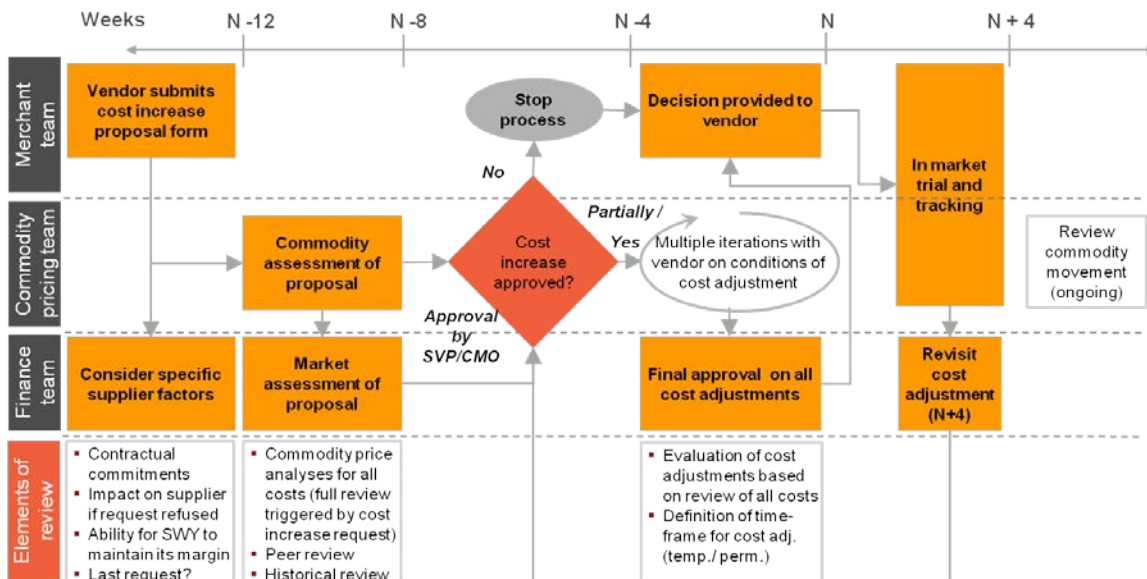 Weeks
N -12
N -8
N -4
N
N + 4
Merchant
team
Vendor submits
cost increase
proposal form
Stop
process
Decision provided to
vendor
In market
trial and
tracking
No
Commodity
pricing team
Commodity
assessment of
proposal
Cost
increase
approved?
Partially /
Yes
Multiple iterations with
vendor on conditions of
cost adjustment
Review
commodity
movement
(ongoing)
Approval
by
SVP/CMO
Finance
team
Consider specific
supplier factors
Market
assessment of
proposal
Final approval on all
cost adjustments
Revisit
cost
adjustment
(N+4)
Elements of
review
▪ Contractual
commitments
▪ Impact on supplier
if request refused
▪ Ability for SWY to
maintain its margin
▪ Last request?
▪ Commodity price
analyses for all
costs (full review
triggered by cost
increase request)
▪ Peer review
▪ Historical review
▪ Evaluation of cost
adjustments based
on review of all costs
▪ Definition of time-
frame for cost adj.
(temp./ perm.)